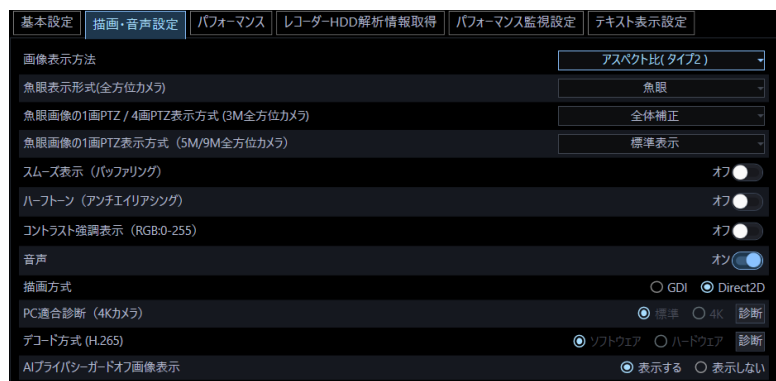 基本設定 描画・音声設定 パフォーマンス レコーダーHDD解析情報取得 パフォーマンス監視設定 テキスト表示設定
画像表示方法 アスペクト比( タイプ2 )
魚眼表示形式(全方位カメラ) 魚眼
魚眼画像の1画PTZ / 4画PTZ表示方式 (3M全方位カメラ) 全体補正
魚眼画像の1画PTZ表示方式（5M/9M全方位カメラ） 標準表示
スムーズ表示（バッファリング） オフ
ハーフトーン（アンチエイリアシング） オフ
コントラスト強調表示（RGB:0-255） オフ
音声 オン
描画方式 GDI Direct2D
PC適合診断（4Kカメラ） 標準 4K 診断
デコード方式 (H.265) ソフトウェア ハードウェア 診断
AIプライバシーガードオフ画像表示 表示する 表示しない